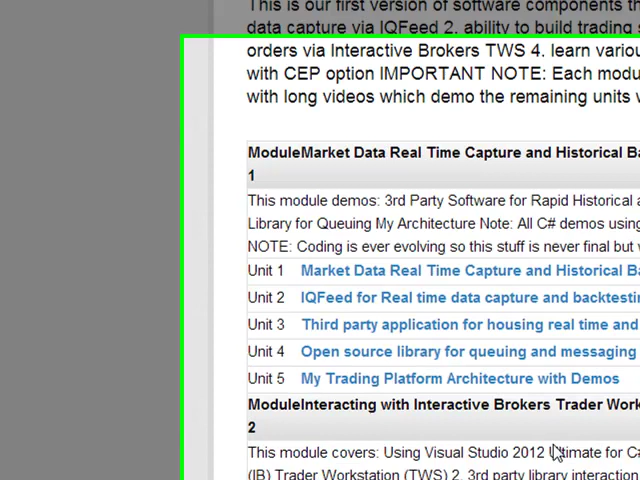 This is our first version of software components th
data capture via IQFeed 2. ability to build trading s
orders via Interactive Brokers TWS 4. learn variou
with CEP option IMPORTANT NOTE: Each modu
with long videos which demo the remaining units w
ModuleMarket Data Real Time Capture and Historical Ba
1
This module demos: 3rd Party Software for Rapid Historical a
Library for Queuing My Architecture Note: All C# demos using
NOTE: Coding is ever evolving so this stuff is never final but w
Unit 1 Market Data Real Time Capture and Historical Ba
Unit 2 IQFeed for Real time data capture and backtestin
Unit 3 Third party application for housing real time and
Unit 4 Open source library for queuing and messaging
Unit 5 My Trading Platform Architecture with Demos
ModuleInteracting with Interactive Brokers Trader Work
2
This module covers: Using Visual Studio 2012 Ultimate for C#
(IB) Trader Workstation (TWS) 2. 3rd party library interaction